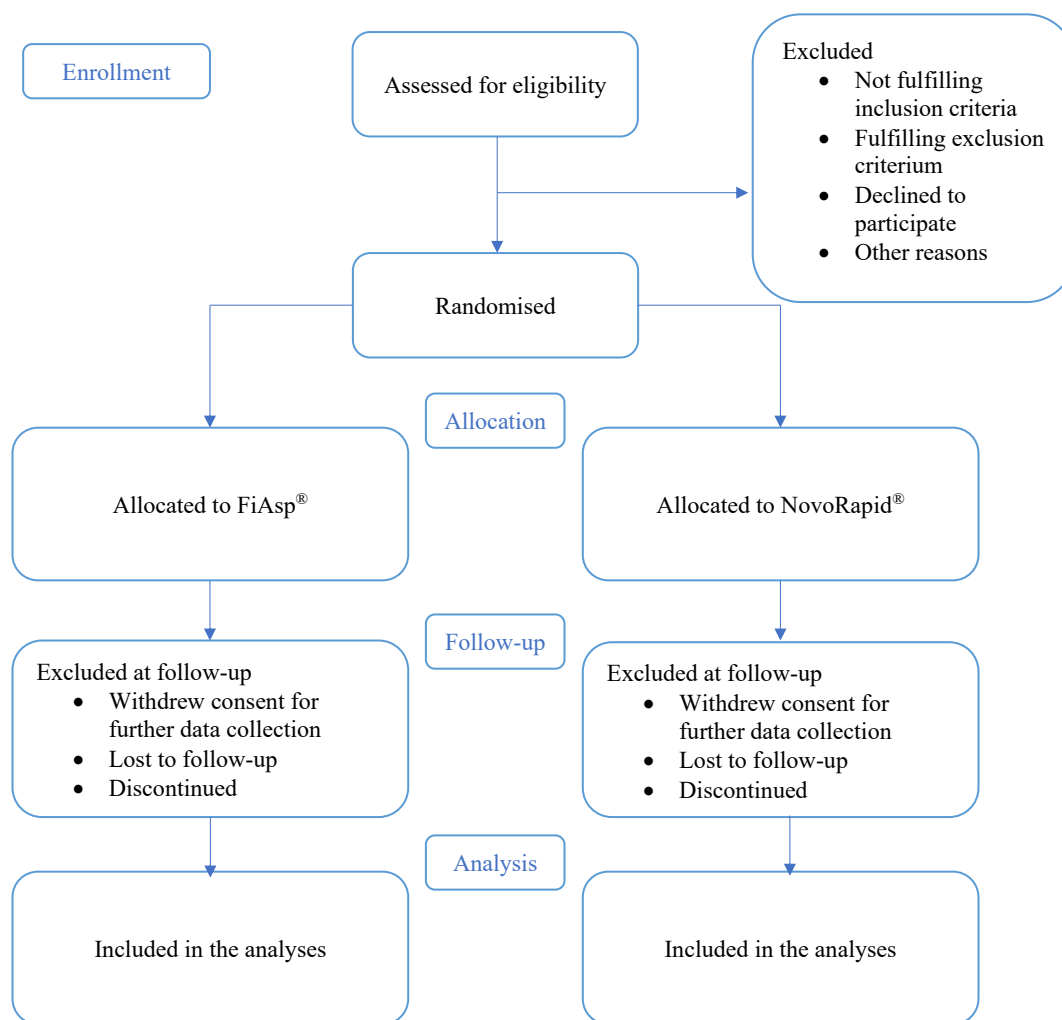 Enrollment
Assessed for eligibility
Excluded
• Not fulfilling
inclusion criteria
• Fulfilling exclusion
criterium
• Declined to
participate
• Other reasons
Randomised
Allocation
Allocated to FiAsp®
Allocated to NovoRapid®
Follow-up
Excluded at follow-up
• Withdrew consent for
further data collection
• Lost to follow-up
• Discontinued
Excluded at follow-up
• Withdrew consent for
further data collection
• Lost to follow-up
• Discontinued
Analysis
Included in the analyses
Included in the analyses